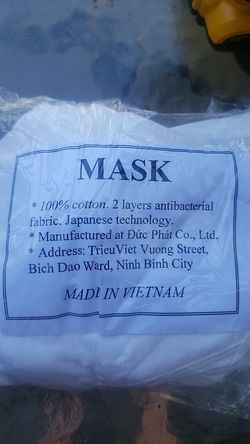 MASK
* 100% cotton. 2 layers antibacterial
fabric. Japanese technology.
* Manufactured at Đức Phát Co., Ltd.
* Address: TrieuViet Vuong Street,
Bich Dao Ward, Ninh Binh City
MADE IN VIETNAM